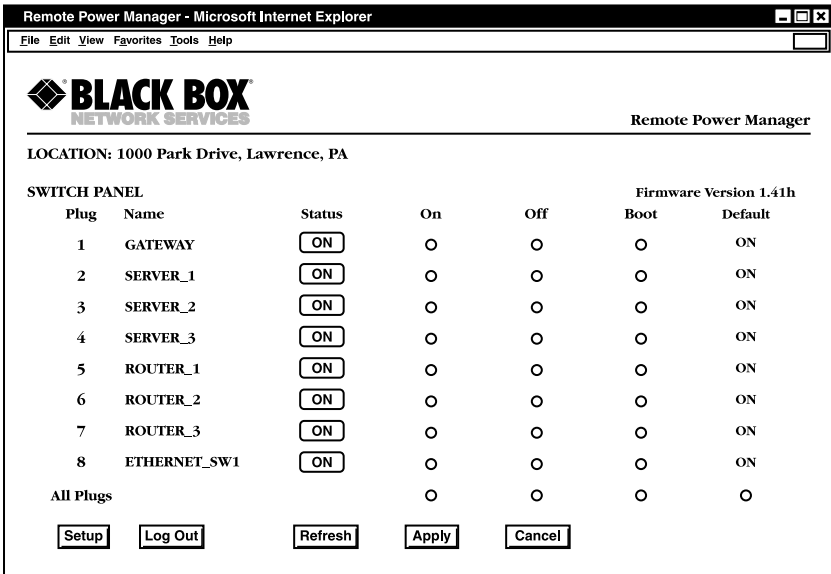 Remote Power Manager - Microsoft Internet Explorer
File Edit View Favorites Tools Help
BLACK BOX®
NETWORK SERVICES
Remote Power Manager
LOCATION: 1000 Park Drive, Lawrence, PA
SWITCH PANEL Firmware Version 1.41h
Plug Name Status On Off Boot Default
1 GATEWAY ON ON
2 SERVER_1 ON ON
3 SERVER_2 ON ON
4 SERVER_3 ON ON
5 ROUTER_1 ON ON
6 ROUTER_2 ON ON
7 ROUTER_3 ON ON
8 ETHERNET_SW1 ON ON
All Plugs
Setup Log Out Refresh Apply Cancel